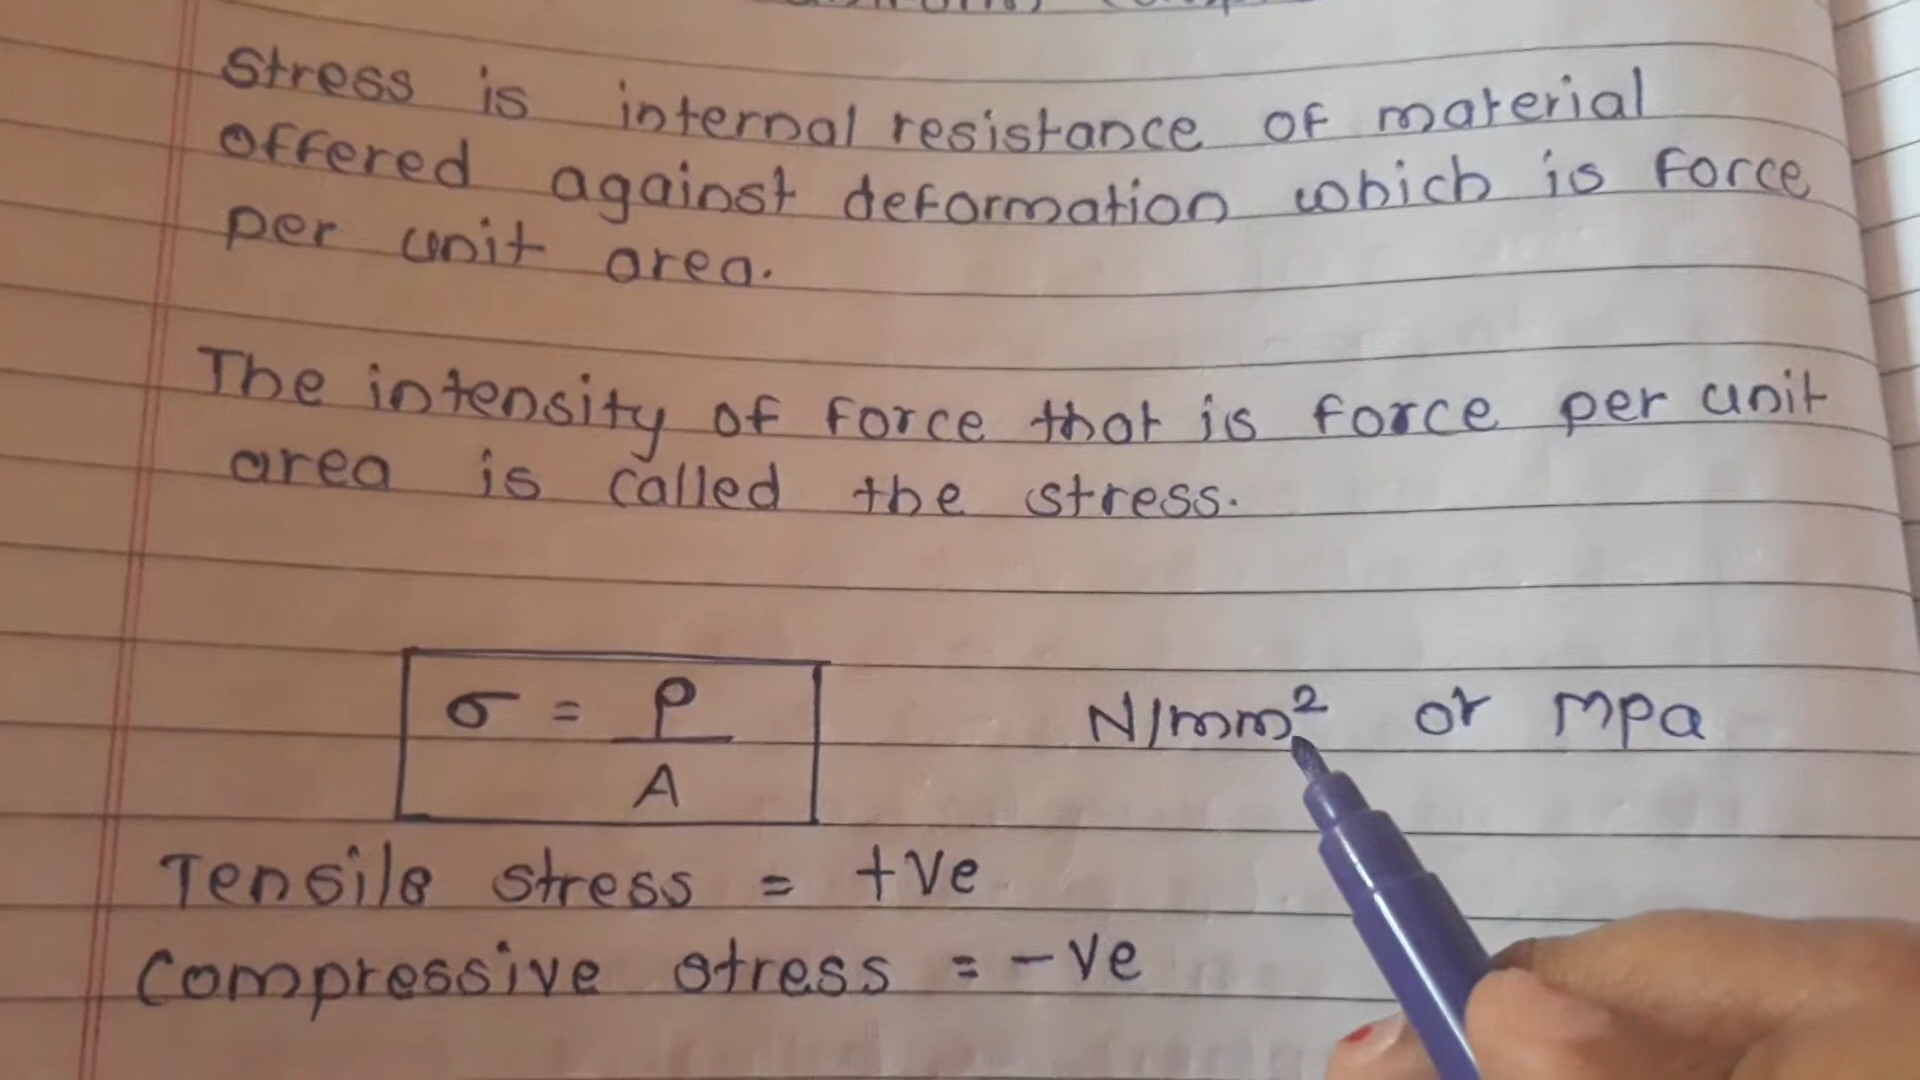 Stress is internal resistance of material
offered against deformation which is force
per unit area.
The intensity of force that is force per unit
area is called the stress.
σ = P/A
N/mm² or mpa
Tensile stress = +ve
Compressive stress = -ve